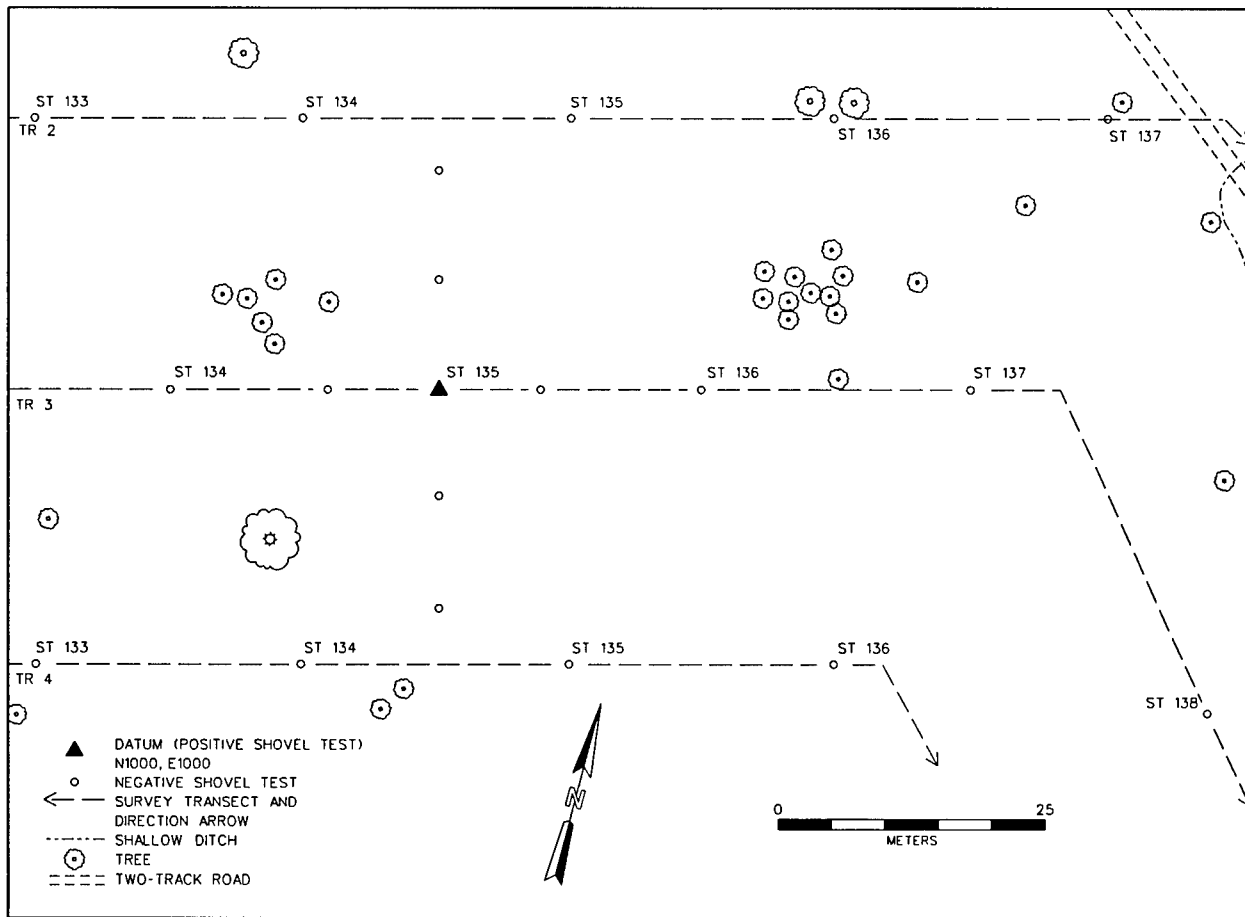 ST 133
ST 134
ST 135
ST 136
ST 137
TR 2
ST 134
ST 135
ST 136
ST 137
TR 3
ST 133
ST 134
ST 135
ST 136
TR 4
ST 138
N
DATUM (POSITIVE SHOVEL TEST)
N1000, E1000
NEGATIVE SHOVEL TEST
SURVEY TRANSECT AND
DIRECTION ARROW
SHALLOW DITCH
TREE
TWO-TRACK ROAD
0 25
METERS